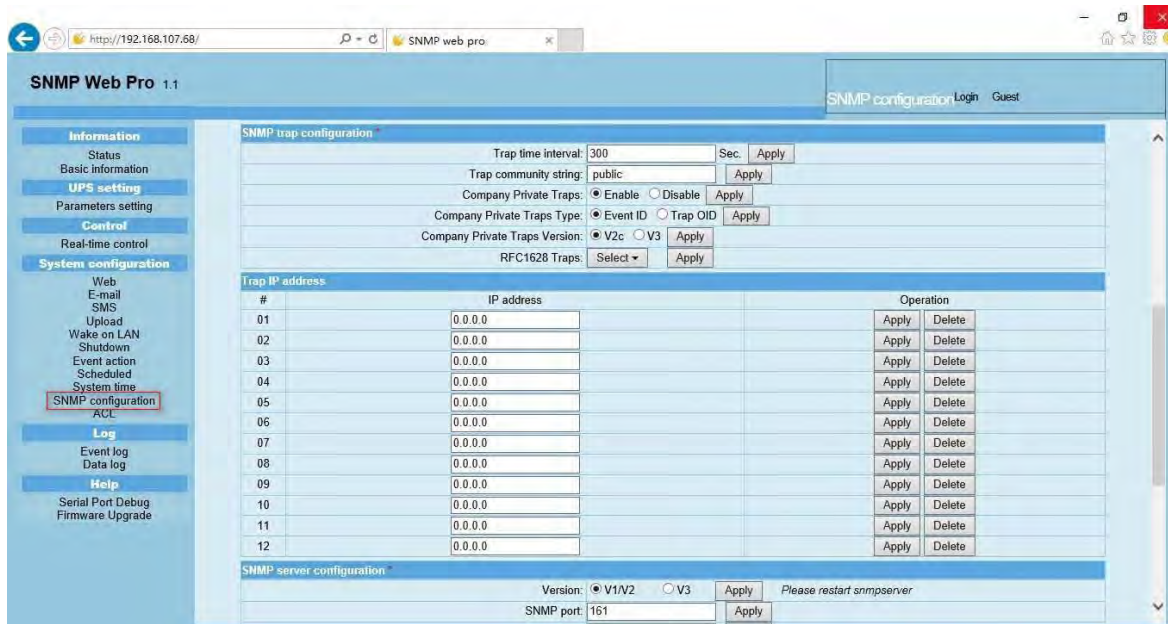 http://192.168.107.68/
SNMP web pro
SNMP Web Pro 1.1
SNMP configuration Login Guest
Information
Status
Basic information
UPS setting
Parameters setting
Control
Real-time control
System configuration
Web
E-mail
SMS
Upload
Wake on LAN
Shutdown
Event action
Scheduled
System time
SNMP configuration
ACL
Log
Event log
Data log
Help
Serial Port Debug
Firmware Upgrade
SNMP trap configuration *
Trap time interval: 300 Sec. Apply
Trap community string: public Apply
Company Private Traps: Enable Disable Apply
Company Private Traps Type: Event ID Trap OID Apply
Company Private Traps Version: V2c V3 Apply
RFC1628 Traps: Select Apply
Trap IP address
# IP address Operation
01 0.0.0.0 Apply Delete
02 0.0.0.0 Apply Delete
03 0.0.0.0 Apply Delete
04 0.0.0.0 Apply Delete
05 0.0.0.0 Apply Delete
06 0.0.0.0 Apply Delete
07 0.0.0.0 Apply Delete
08 0.0.0.0 Apply Delete
09 0.0.0.0 Apply Delete
10 0.0.0.0 Apply Delete
11 0.0.0.0 Apply Delete
12 0.0.0.0 Apply Delete
SNMP server configuration *
Version: V1/V2 V3 Apply Please restart snmpserver
SNMP port: 161 Apply